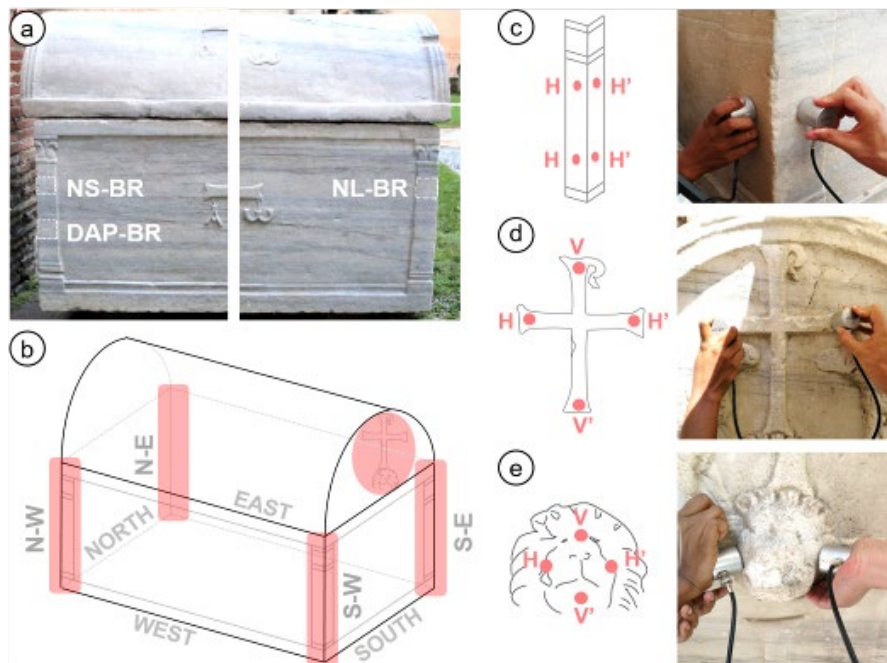 a
NS-BR
NL-BR
DAP-BR
b
N-W
N-E
NORTH
EAST
WEST
S-W
SOUTH
S-E
c
H H'
H H'
d
V
H H'
V'
e
V
H H'
V'